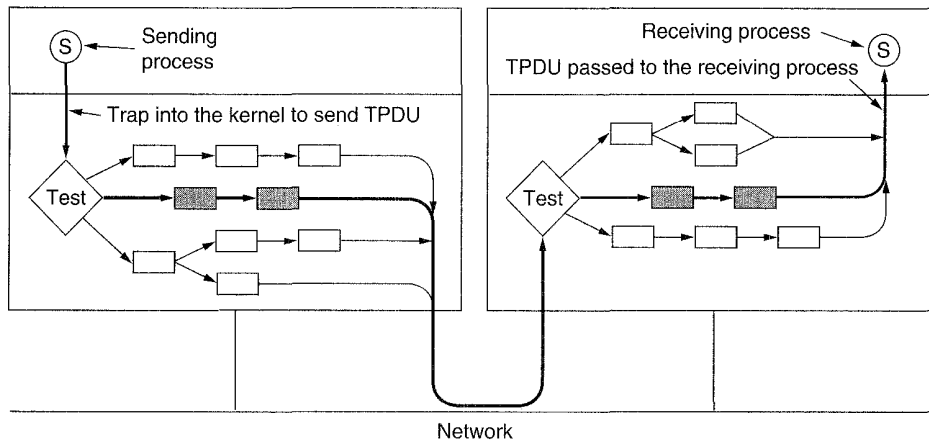 S
Sending
process
Trap into the kernel to send TPDU
Test
Receiving process
S
TPDU passed to the receiving process
Test
Network